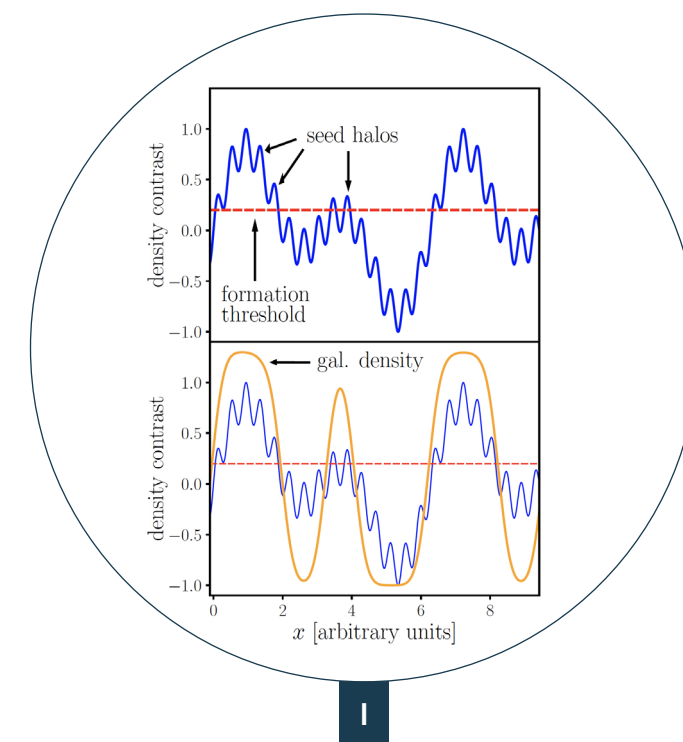 1.0
seed halos
0.5
0.0
−0.5
formation
threshold
−1.0
density contrast
gal. density
1.0
0.5
0.0
−0.5
−1.0
density contrast
0 2 4 6 8
x [arbitrary units]
I